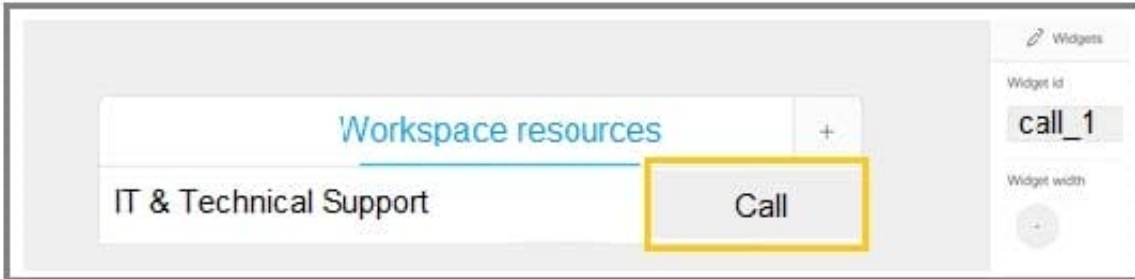 Widgets
Widget id
call_1
Workspace resources
+
IT & Technical Support
Call
Widget width